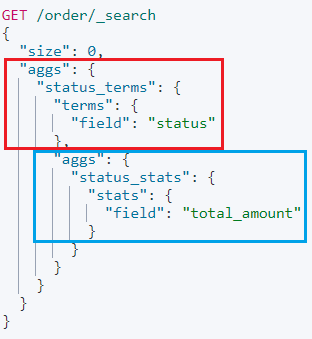 GET /order/_search
{
  "size": 0,
  "aggs": {
    "status_terms": {
      "terms": {
        "field": "status"
      },
      "aggs": {
        "status_stats": {
          "stats": {
            "field": "total_amount"
          }
        }
      }
    }
  }
}